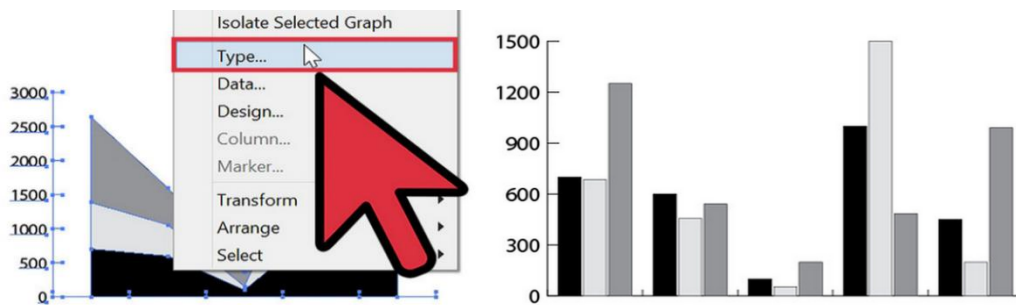 Isolate Selected Graph
Type...
Data...
Design...
Column...
Marker...
Transform
Arrange
Select
3000
2500
2000
1500
1000
500
0
1500
1200
900
600
300
0